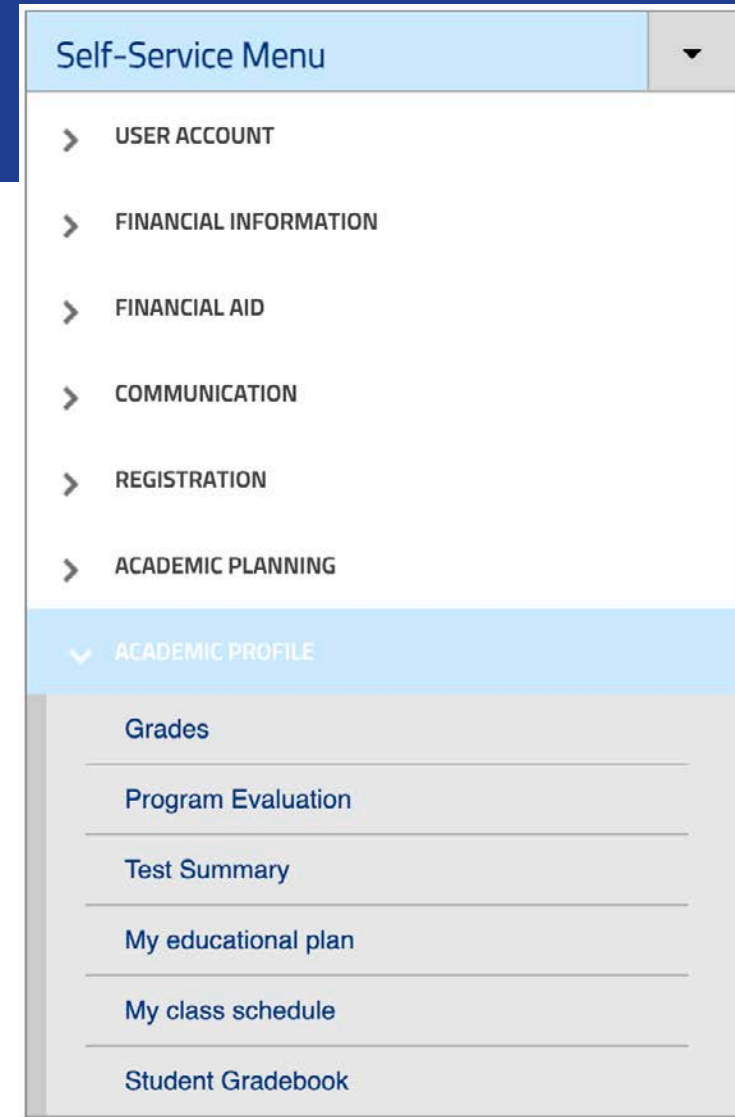 Self-Service Menu
USER ACCOUNT
FINANCIAL INFORMATION
FINANCIAL AID
COMMUNICATION
REGISTRATION
ACADEMIC PLANNING
ACADEMIC PROFILE
Grades
Program Evaluation
Test Summary
My educational plan
My class schedule
Student Gradebook